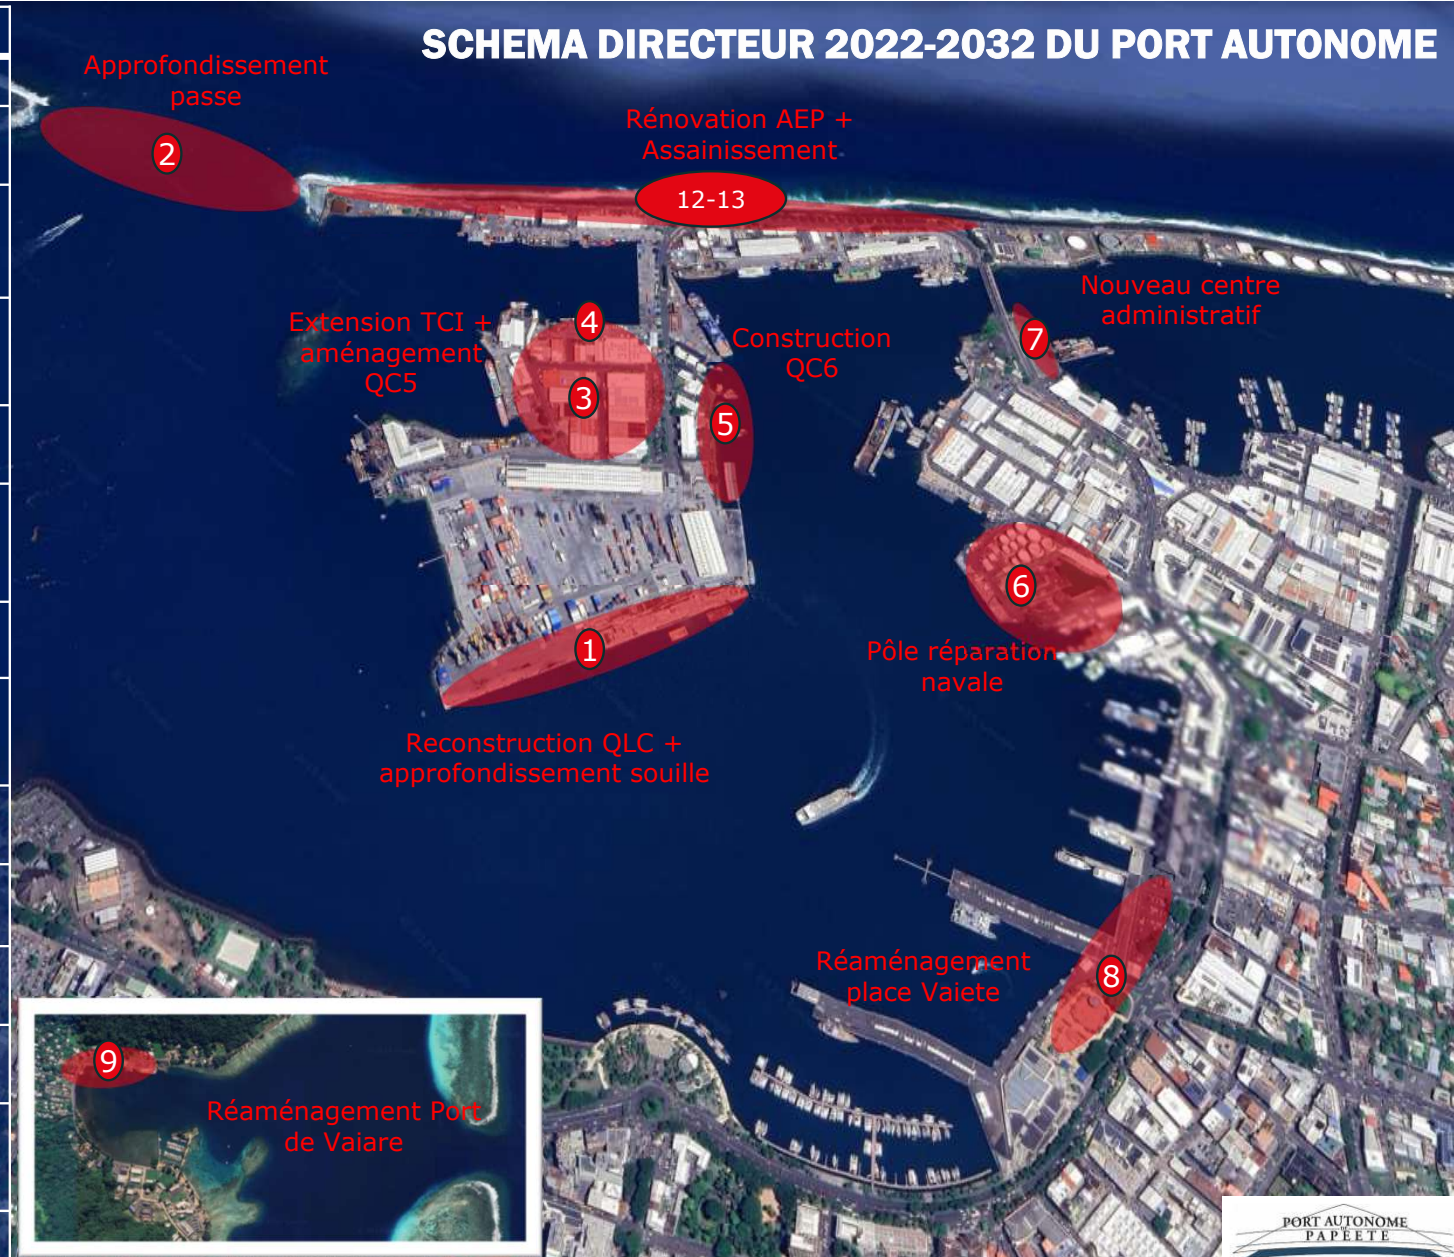 SCHEMA DIRECTEUR 2022-2032 DU PORT AUTONOME
Approfondissement
passe
2
Rénovation AEP +
Assainissement
12-13
Nouveau centre
administratif
7
Extension TCI +
aménagement
QC5
4
3
Construction
QC6
5
6
Pôle réparation
navale
1
Reconstruction QLC +
approfondissement souille
Réaménagement
place Vaiete
8
9
Réaménagement Port
de Vaiare
PORT AUTONOME
DE
PAPEETE